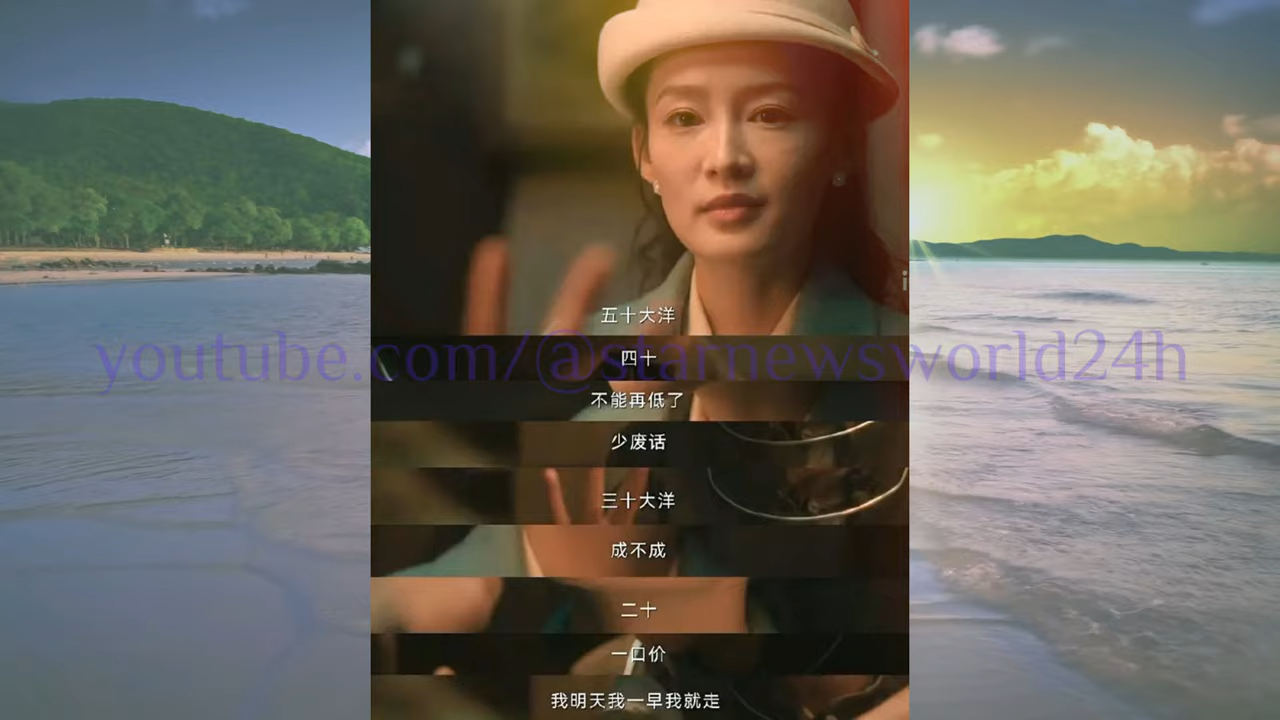 五十大洋
youtube.com/@starnewsworld24h
四十
不能再低了
少废话
三十大洋
成不成
二十
一口价
我明天我一早我就走